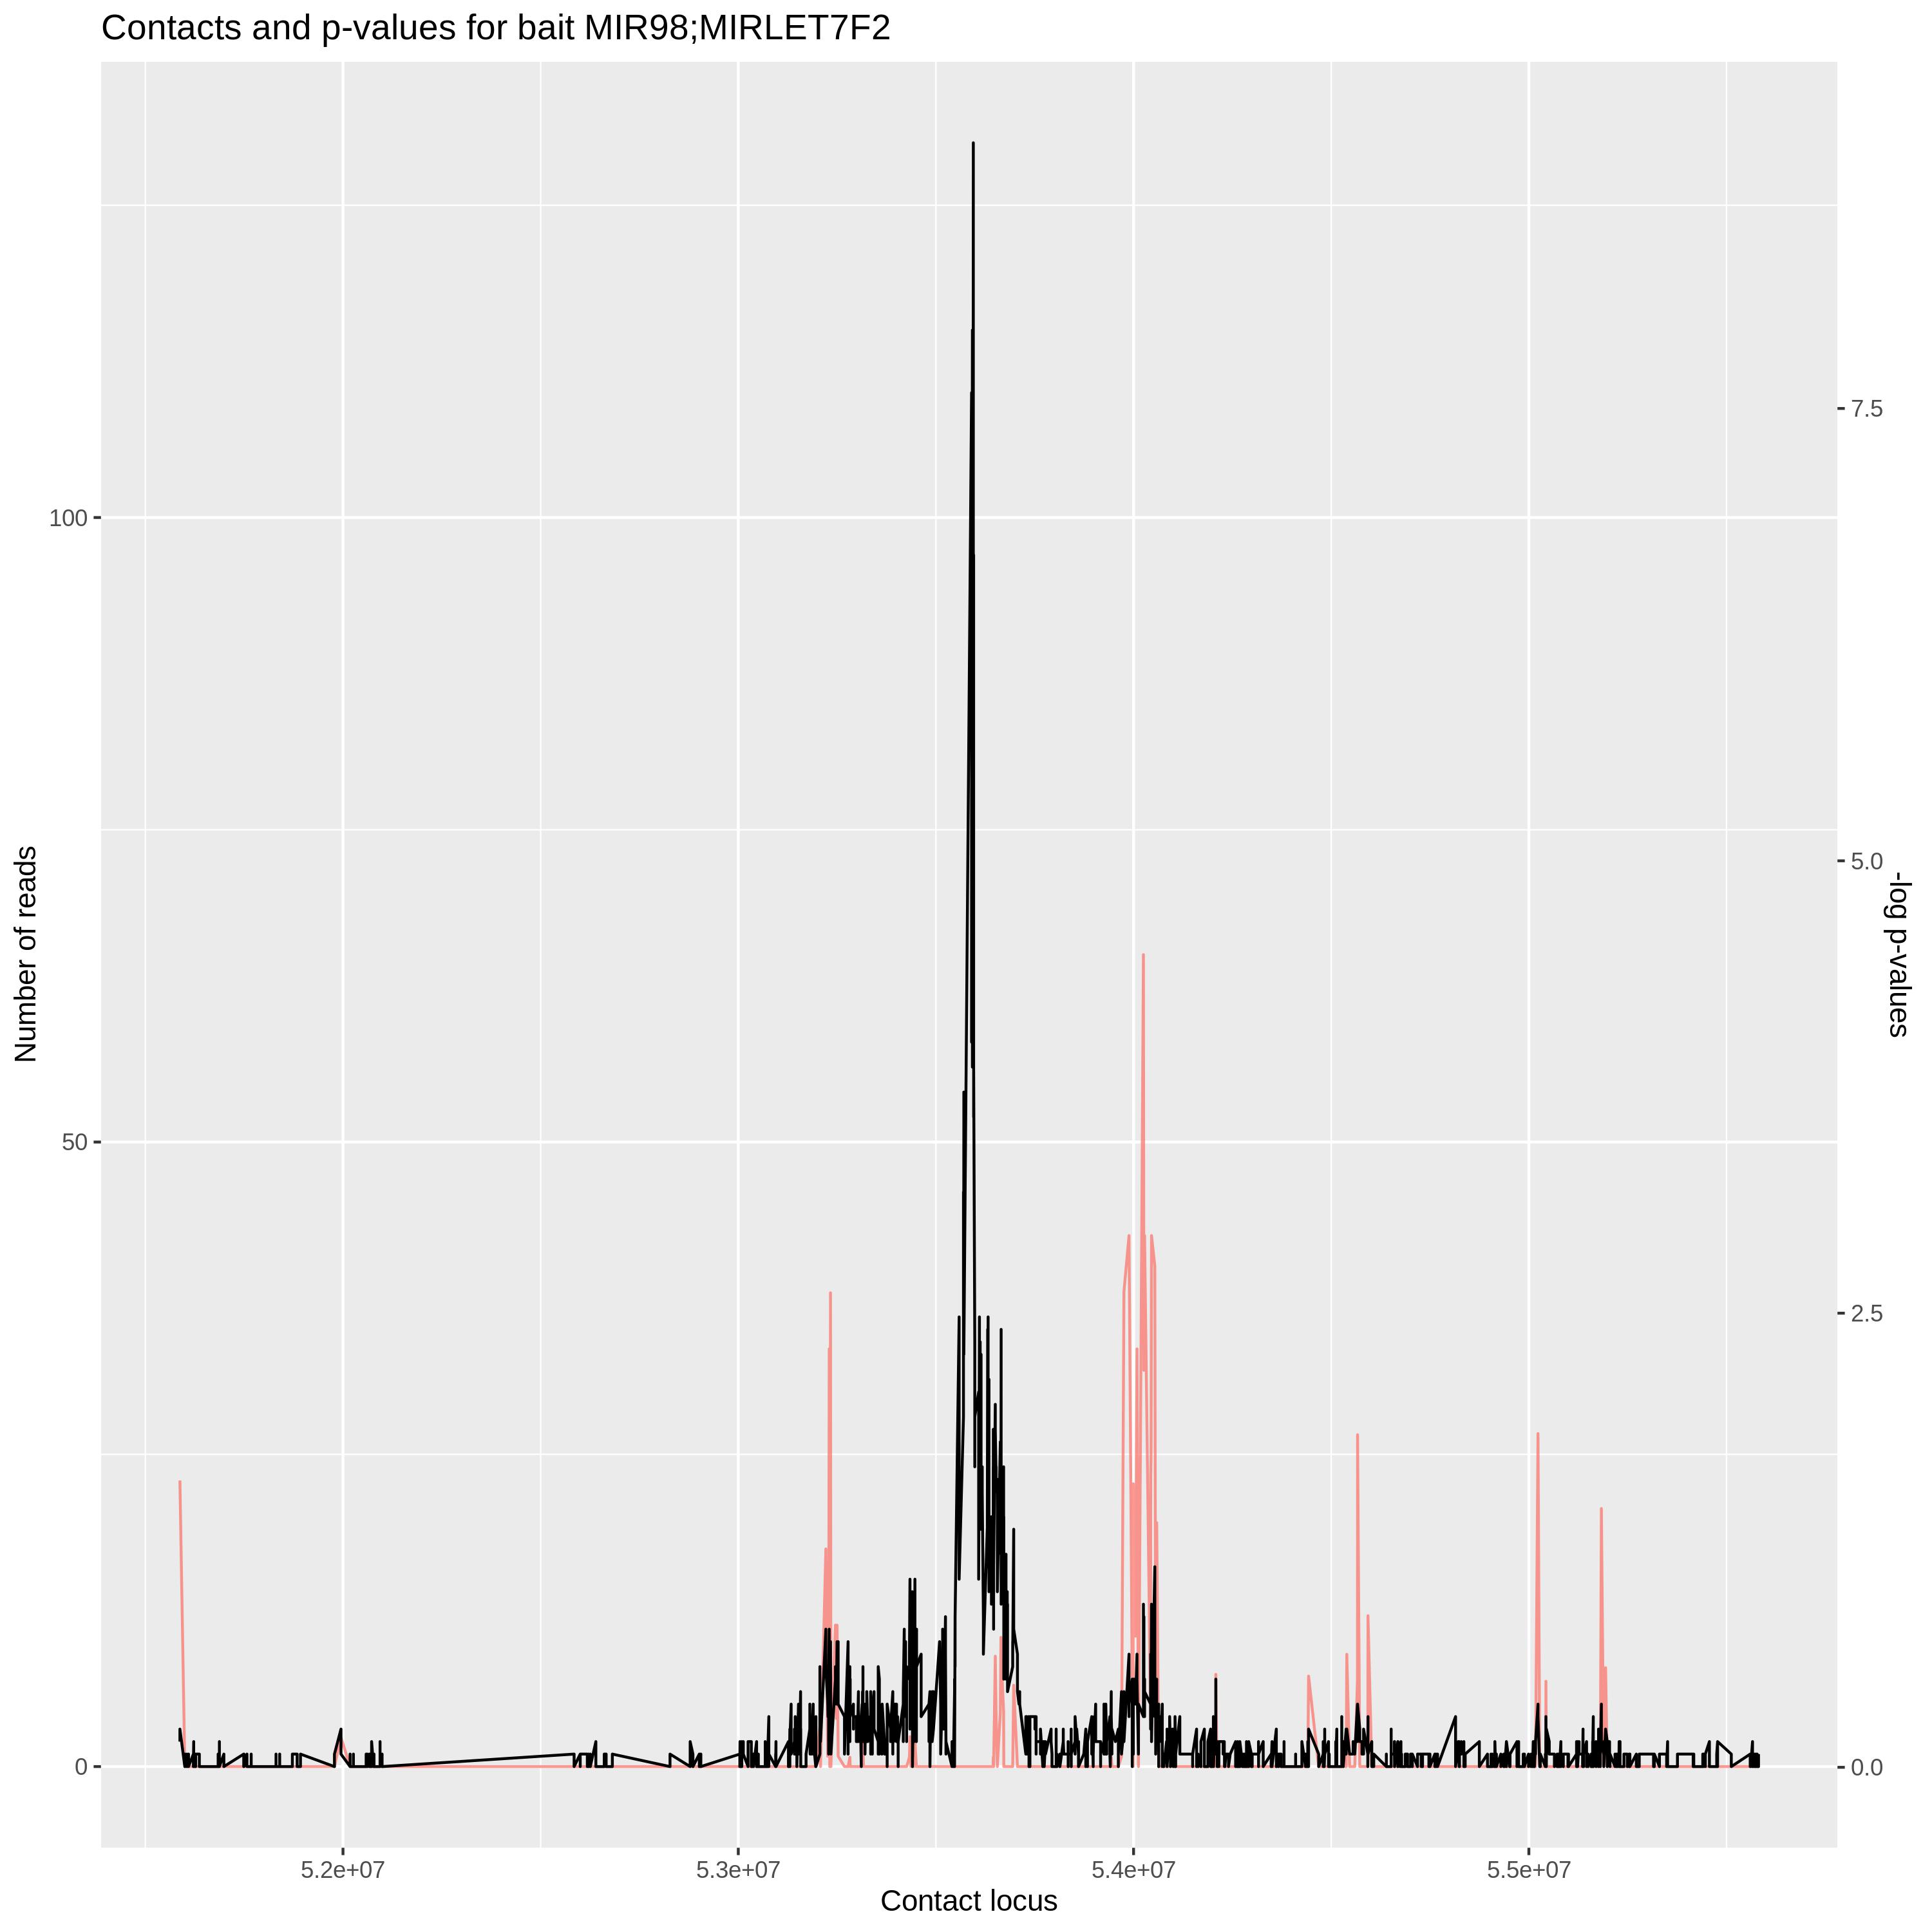 Contacts and p-values for bait MIR98;MIRLET7F2
100
50
0
Number of reads
7.5
5.0
2.5
0.0
-log p-values
5.2e+07
5.3e+07
5.4e+07
5.5e+07
Contact locus